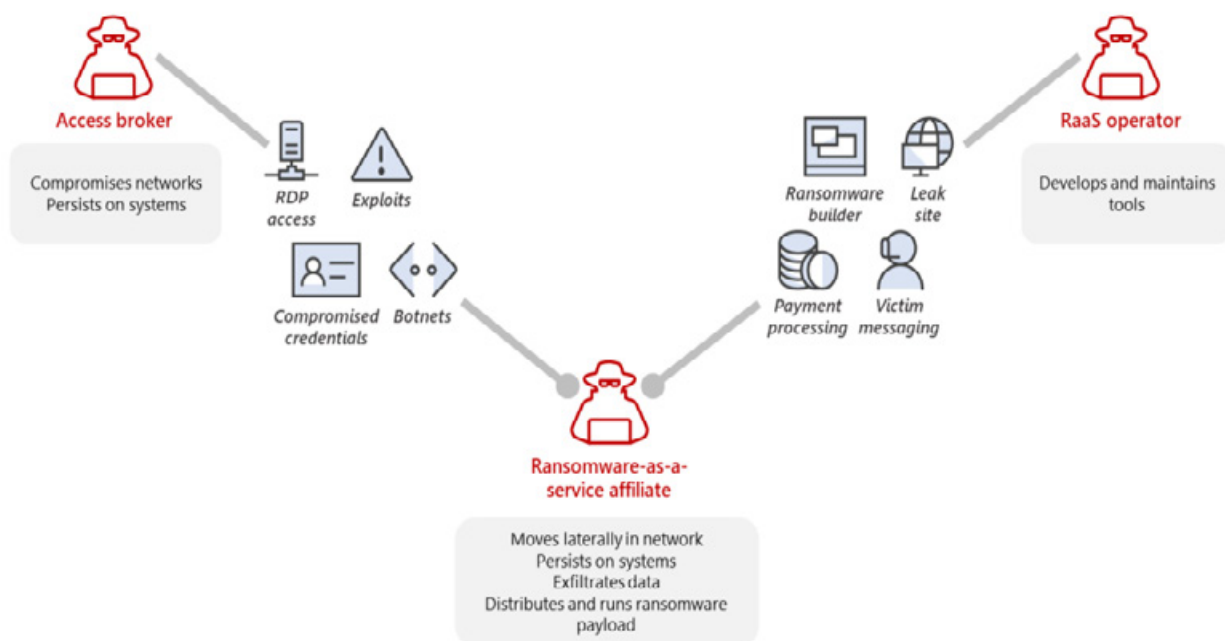 Access broker
Compromises networks
Persists on systems
RDP
access
Exploits
Compromised
credentials
Botnets
RaaS operator
Develops and maintains
tools
Ransomware
builder
Leak
site
Payment
processing
Victim
messaging
Ransomware-as-a-
service affiliate
Moves laterally in network
Persists on systems
Exfiltrates data
Distributes and runs ransomware
payload